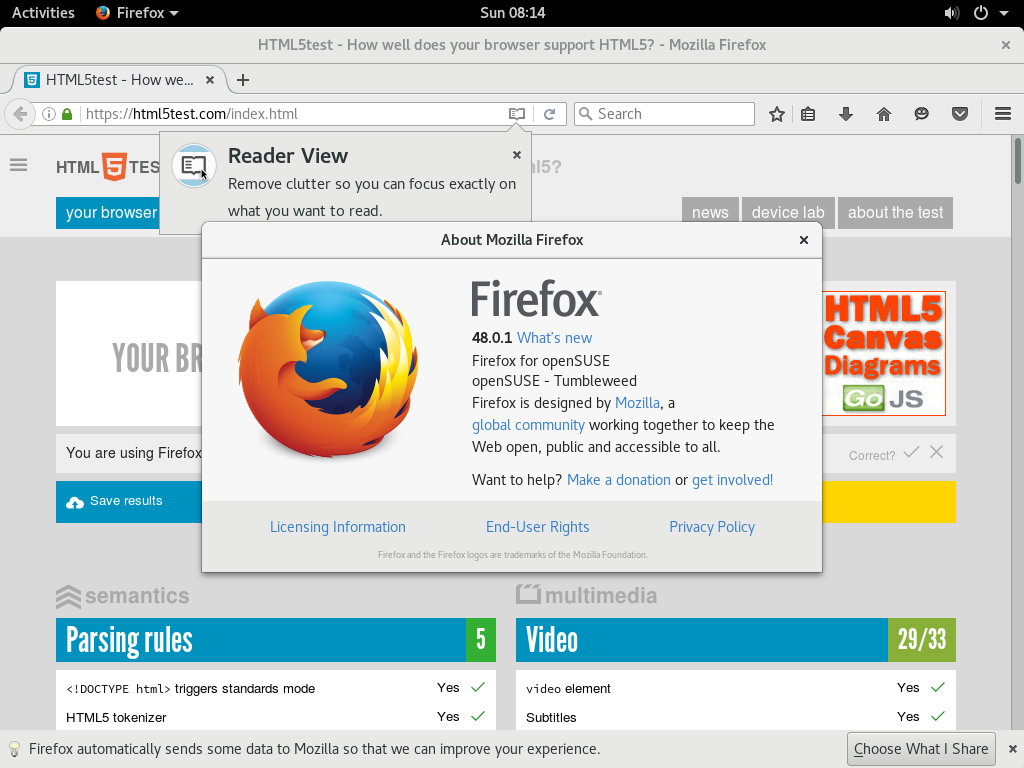 Activities Firefox Sun 08:14
HTML5test - How well does your browser support HTML5? - Mozilla Firefox
HTML5test - How we...
https://html5test.com/index.html Search
HTML 5 TES ml5?
Reader View
Remove clutter so you can focus exactly on
what you want to read.
your browser news device lab about the test
About Mozilla Firefox
Firefox
48.0.1 What's new
Firefox for openSUSE
openSUSE - Tumbleweed
Firefox is designed by Mozilla, a
global community working together to keep the
Web open, public and accessible to all.
Want to help? Make a donation or get involved!
Licensing Information End-User Rights Privacy Policy
Firefox and the Firefox logos are trademarks of the Mozilla Foundation.
HTML5
Canvas
Diagrams
Go JS
YOUR BR
You are using Firefox Correct?
Save results
semantics multimedia
Parsing rules 5 Video 29/33
<!DOCTYPE html> triggers standards mode Yes video element Yes
HTML5 tokenizer Yes Subtitles Yes
Firefox automatically sends some data to Mozilla so that we can improve your experience. Choose What I Share